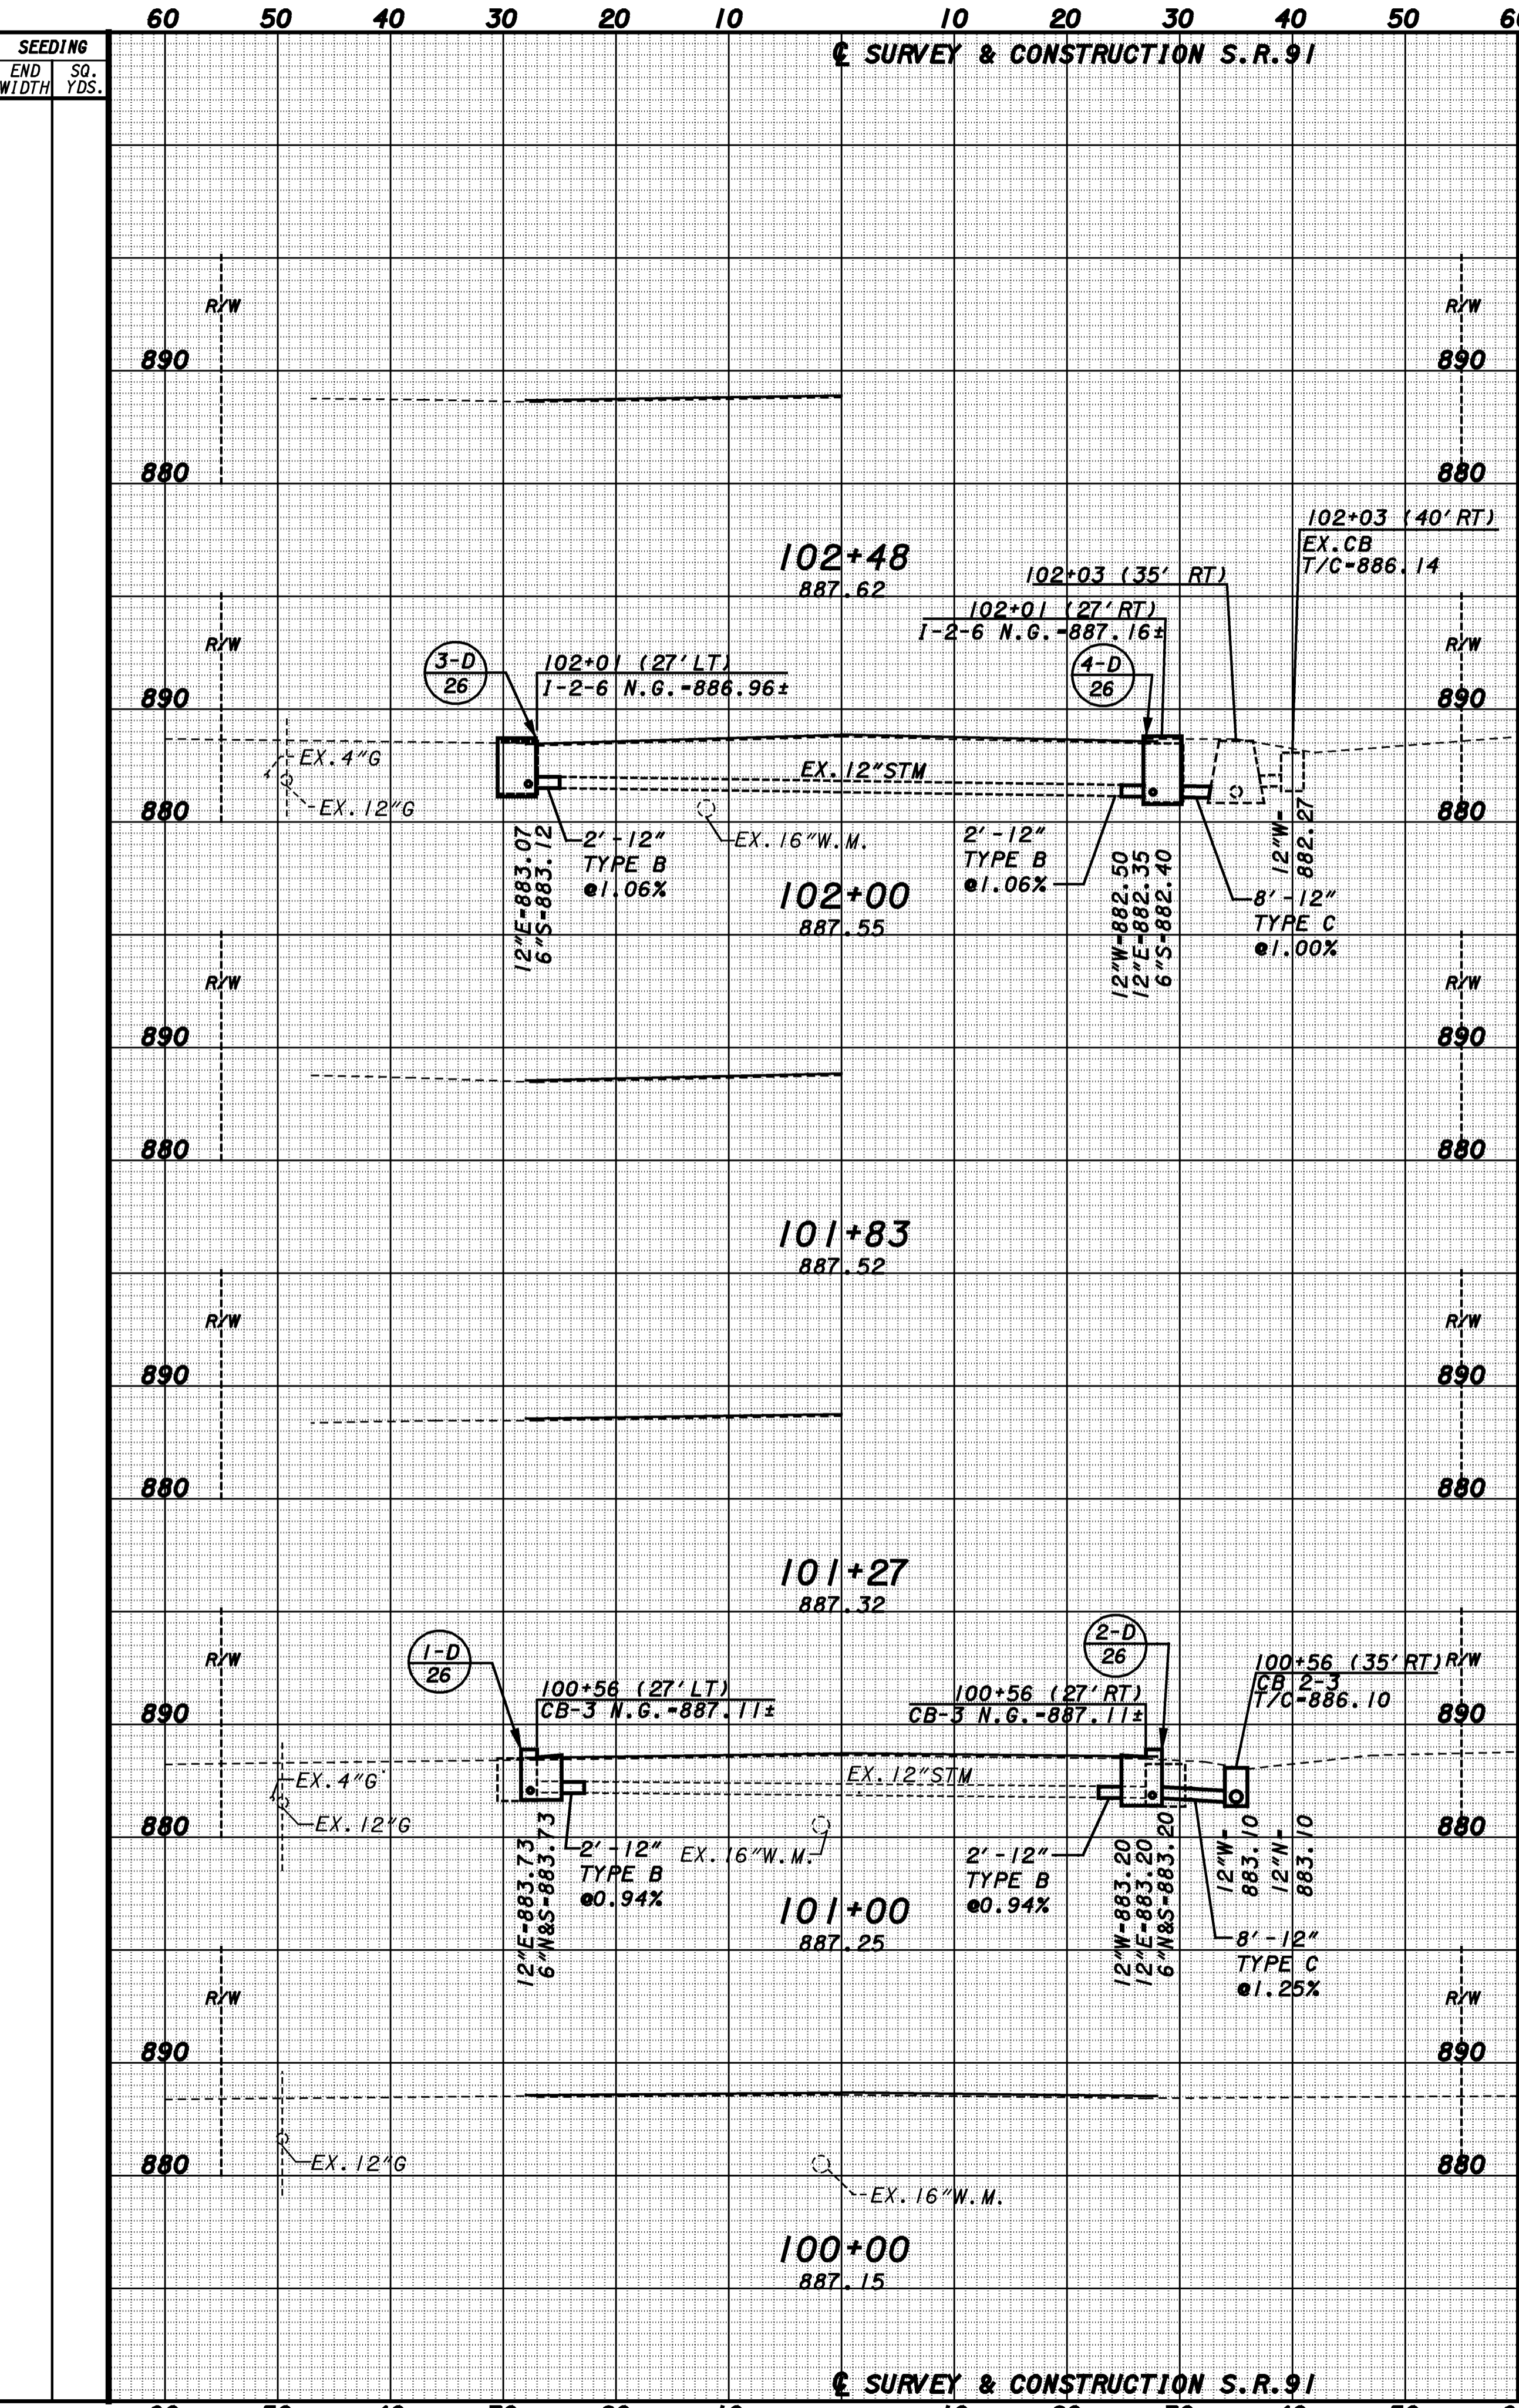 60 50 40 30 20 10 10 20 30 40 50
SEEDING
END WIDTH
SQ. YDS.
℄ SURVEY & CONSTRUCTION S.R.91
R/W
R/W
890
890
880
880
102+48
887.62
102+03 (40' RT)
EX.CB
T/C=886.14
102+03 (35' RT)
102+01 (27' RT)
I-2-6 N.G.=887.16±
R/W
R/W
3-D
26
102+01 (27' LT)
I-2-6 N.G.=886.96±
4-D
26
890
890
EX.4"G
EX.12"G
EX.12"STM
880
880
12"E=883.07
6"S=883.12
2'-12"
TYPE B
@1.06%
EX.16"W.M.
2'-12"
TYPE B
@1.06%
12"W=882.50
12"E=882.35
6"S=882.40
12"W=
882.27
8'-12"
TYPE C
@1.00%
102+00
887.55
R/W
R/W
890
890
880
880
101+83
887.52
R/W
R/W
890
890
880
880
101+27
887.32
R/W
R/W
1-D
26
100+56 (27' LT)
CB-3 N.G.=887.11±
2-D
26
100+56 (27' RT)
CB-3 N.G.=887.11±
100+56 (35' RT)
CB 2-3
T/C=886.10
890
890
EX.4"G
EX.12"G
EX.12"STM
880
880
12"E=883.73
6"N&S=883.73
2'-12"
TYPE B
@0.94%
EX.16"W.M.
2'-12"
TYPE B
@0.94%
12"W=883.20
12"E=883.20
6"N&S=883.20
12"W=
883.10
12"N=
883.10
8'-12"
TYPE C
@1.25%
101+00
887.25
R/W
R/W
890
890
EX.12"G
880
880
EX.16"W.M.
100+00
887.15
℄ SURVEY & CONSTRUCTION S.R.91